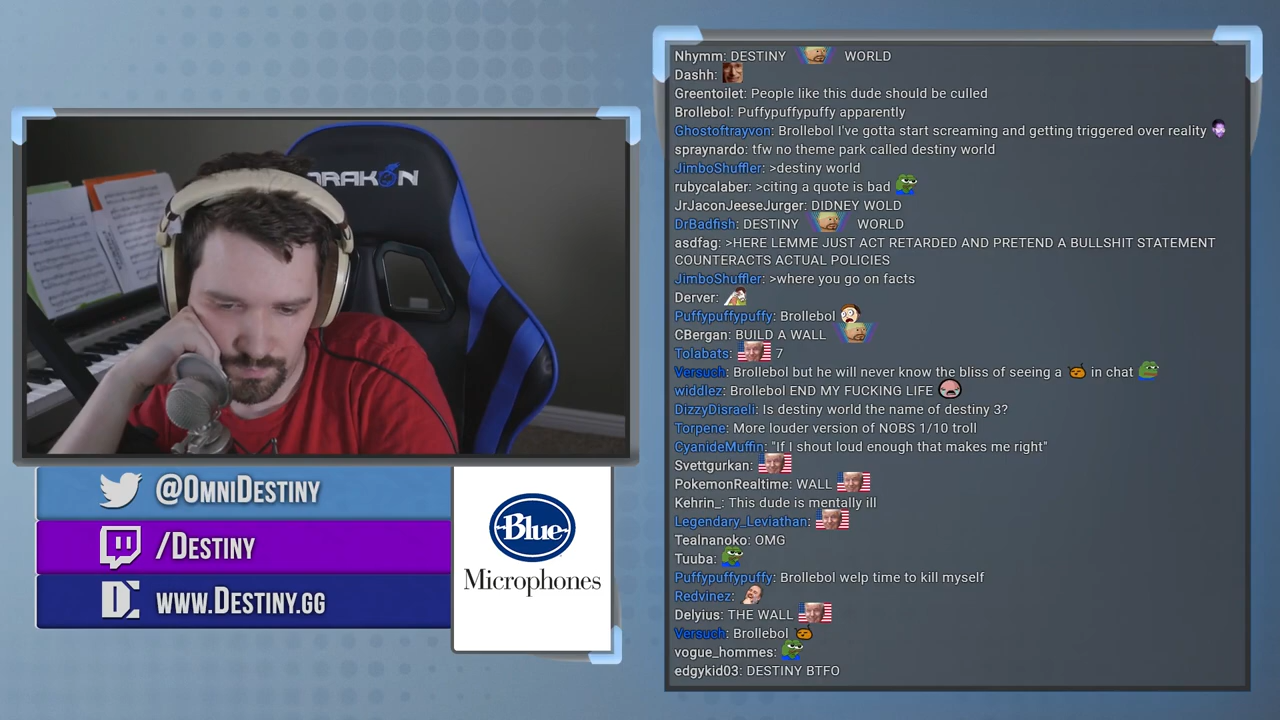 DRAKON
@OmniDestiny
/Destiny
www.Destiny.gg
Blue
Microphones
Nhymm: DESTINY WORLD
Dashh:
Greentoilet: People like this dude should be culled
Brollebol: Puffypuffypuffy apparently
Ghostoftrayvon: Brollebol I've gotta start screaming and getting triggered over reality
spraynardo: tfw no theme park called destiny world
JimboShuffler: >destiny world
rubycalaber: >citing a quote is bad
JrJaconJeeseJurger: DIDNEY WOLD
DrBadfish: DESTINY WORLD
asdfag: >HERE LEMME JUST ACT RETARDED AND PRETEND A BULLSHIT STATEMENT
COUNTERACTS ACTUAL POLICIES
JimboShuffler: >where you go on facts
Derver:
Puffypuffypuffy: Brollebol
CBergan: BUILD A WALL
Tolabats: 7
Versuch: Brollebol but he will never know the bliss of seeing a in chat
widdlez: Brollebol END MY FUCKING LIFE
DizzyDisraeli: Is destiny world the name of destiny 3?
Torpene: More louder version of NOBS 1/10 troll
CyanideMuffin: "If I shout loud enough that makes me right"
Svettgurkan:
PokemonRealtime: WALL
Kehrin_: This dude is mentally ill
Legendary_Leviathan:
Tealnanoko: OMG
Tuuba:
Puffypuffypuffy: Brollebol welp time to kill myself
Redvinez:
Delyius: THE WALL
Versuch: Brollebol
vogue_hommes:
edgykid03: DESTINY BTFO